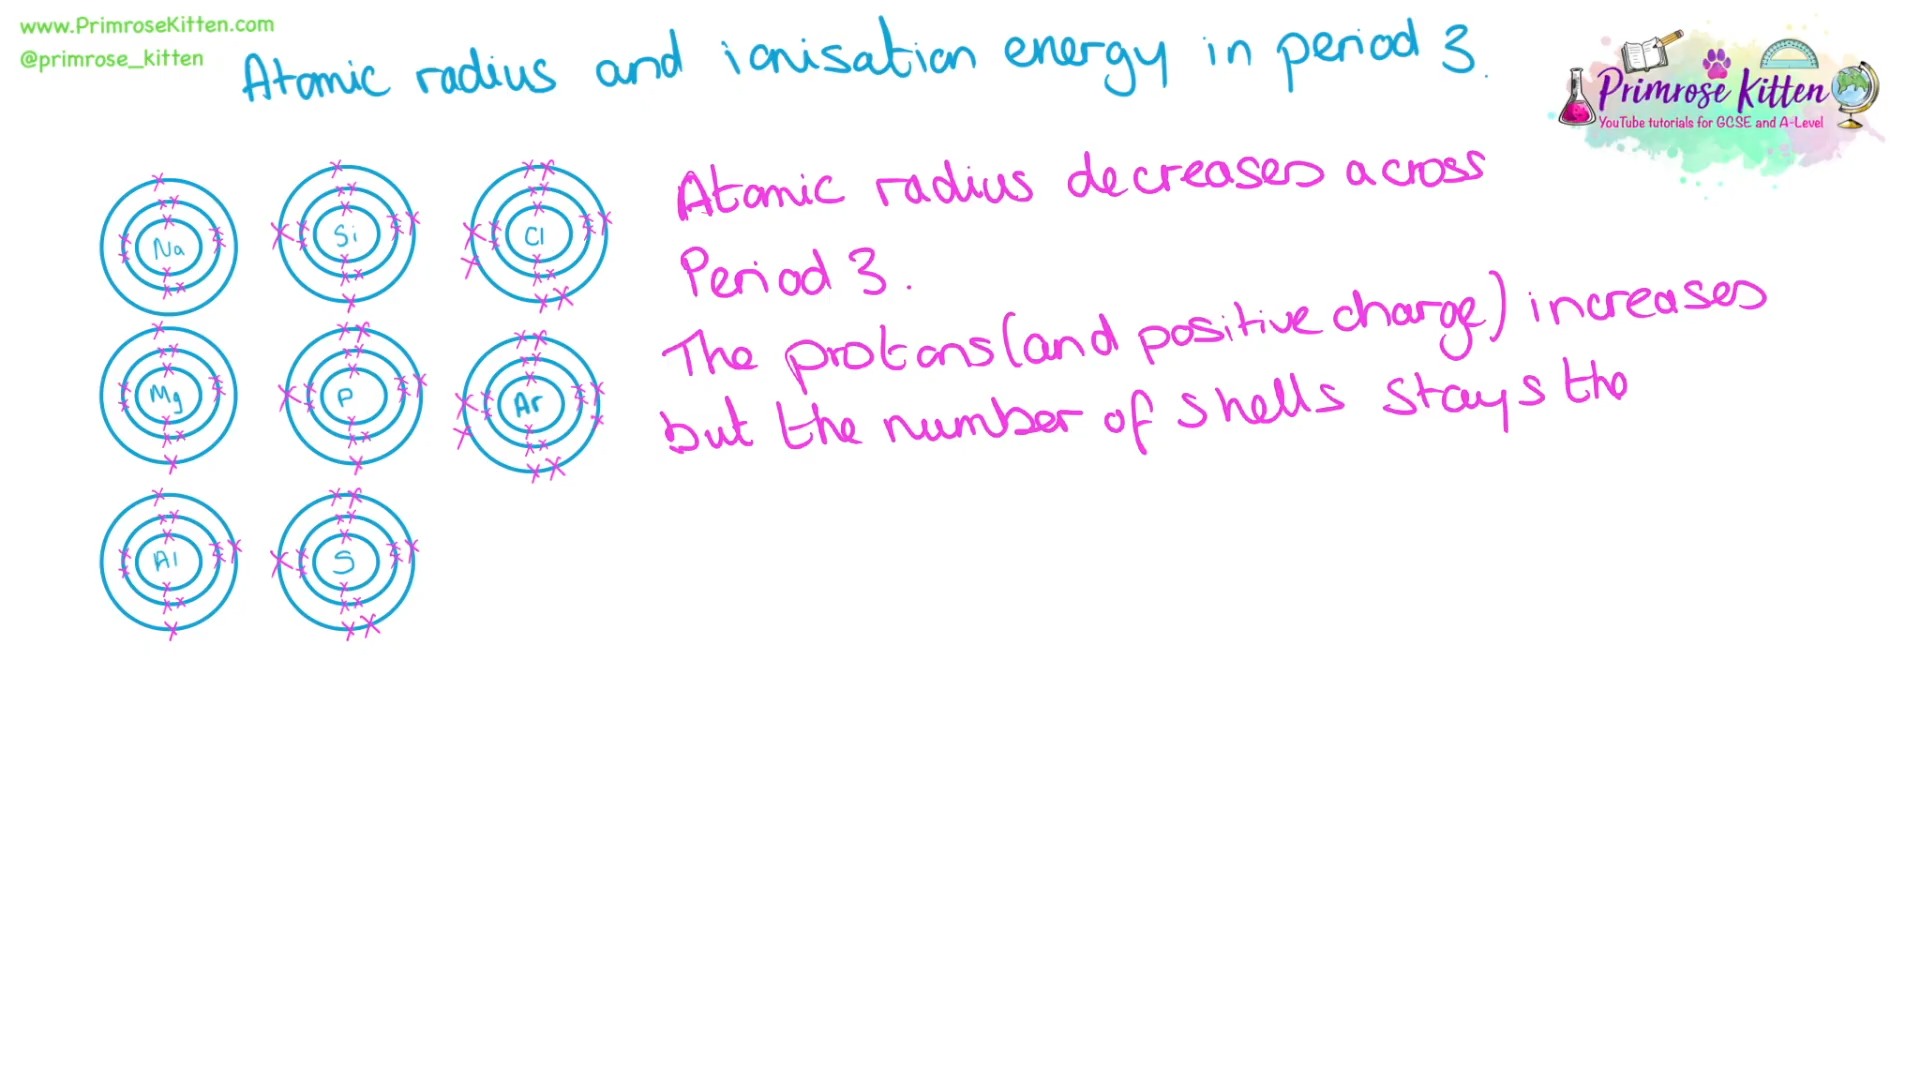 www.PrimroseKitten.com
@primrose_kitten
Atomic radius and ionisation energy in period 3.
Primrose Kitten
YouTube tutorials for GCSE and A-Level
Na
Si
Cl
Mg
P
Ar
Al
S
Atomic radius decreases across
Period 3.
The protons (and positive charge) increases
but the number of shells stays the